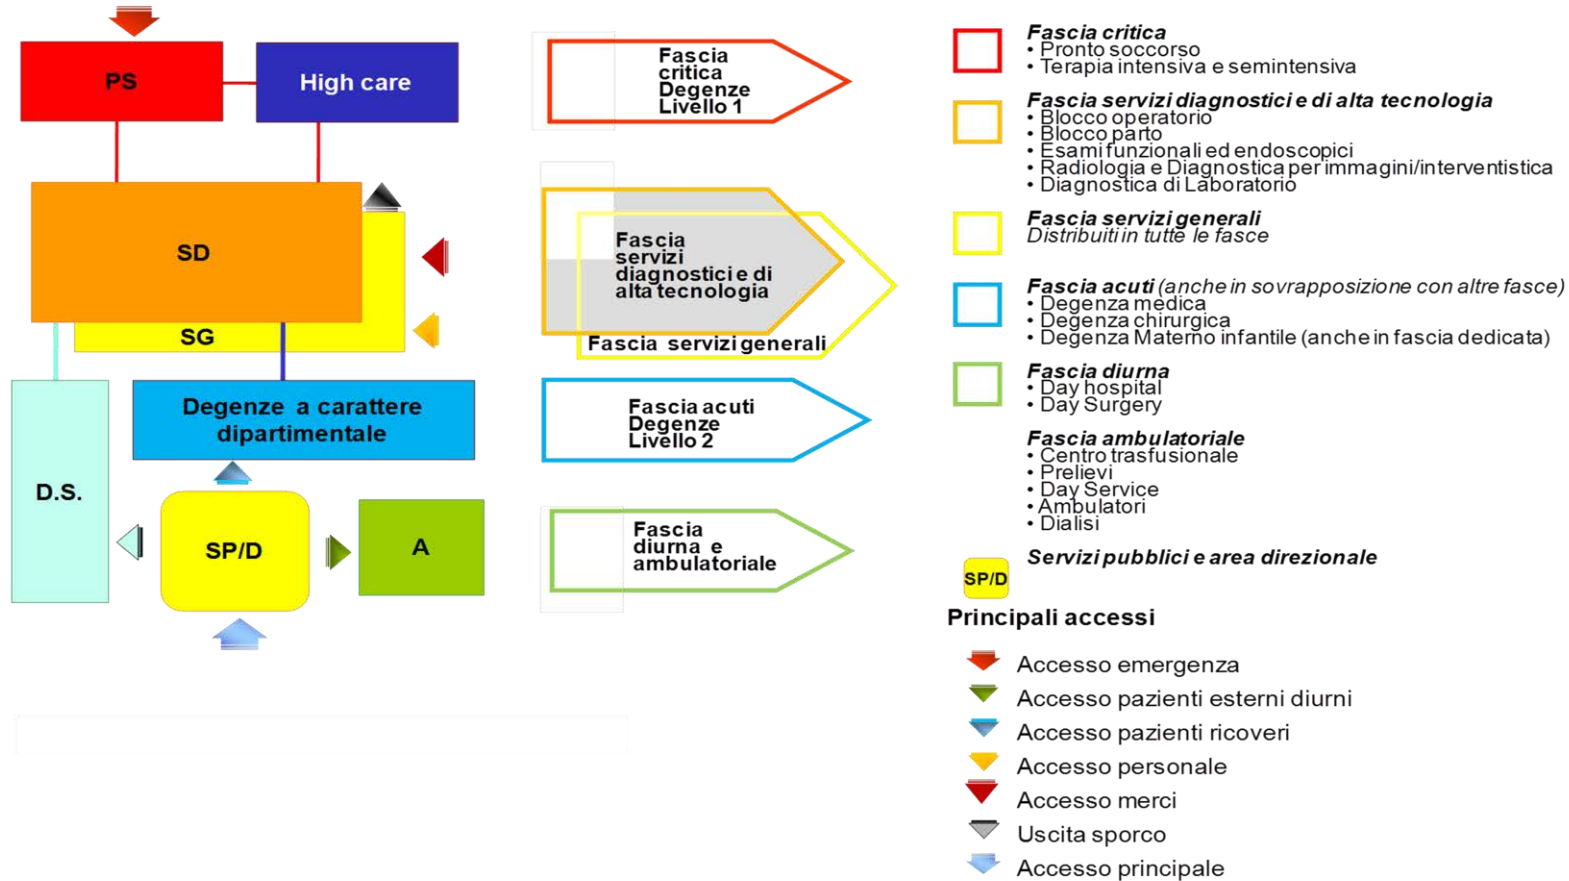 PS
High care
SD
SG
Degenze a carattere
dipartimentale
D.S.
SP/D
A
Fascia
critica
Degenze
Livello 1
Fascia
servizi
diagnostici e di
alta tecnologia
Fascia servizi generali
Fascia acuti
Degenze
Livello 2
Fascia
diurna e
ambulatoriale
Fascia critica
• Pronto soccorso
• Terapia intensiva e semintensiva
Fascia servizi diagnostici e di alta tecnologia
• Blocco operatorio
• Blocco parto
• Esami funzionali ed endoscopici
• Radiologia e Diagnostica per immagini/interventistica
• Diagnostica di Laboratorio
Fascia servizi generali
Distribuiti in tutte le fasce
Fascia acuti (anche in sovrapposizione con altre fasce)
• Degenza medica
• Degenza chirurgica
• Degenza Materno infantile (anche in fascia dedicata)
Fascia diurna
• Day hospital
• Day Surgery
Fascia ambulatoriale
• Centro trasfusionale
• Prelievi
• Day Service
• Ambulatori
• Dialisi
Servizi pubblici e area direzionale
SP/D
Principali accessi
Accesso emergenza
Accesso pazienti esterni diurni
Accesso pazienti ricoveri
Accesso personale
Accesso merci
Uscita sporco
Accesso principale